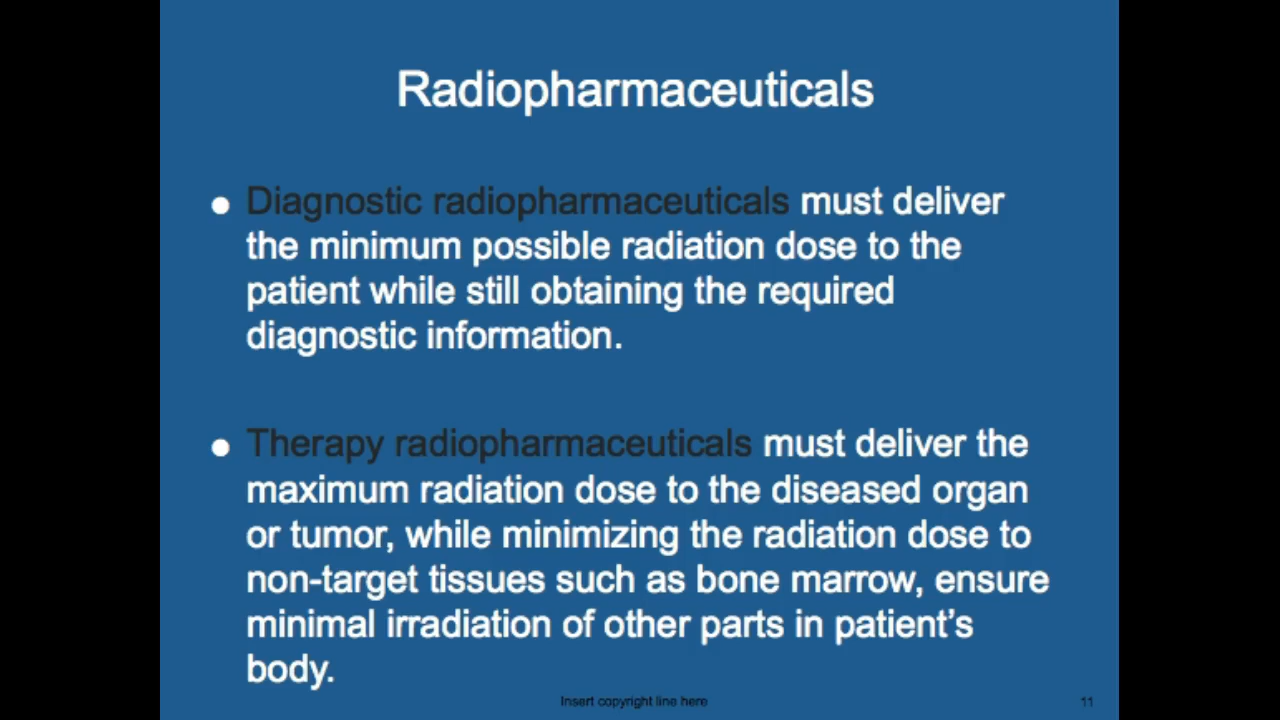 Radiopharmaceuticals
• Diagnostic radiopharmaceuticals must deliver
the minimum possible radiation dose to the
patient while still obtaining the required
diagnostic information.
• Therapy radiopharmaceuticals must deliver the
maximum radiation dose to the diseased organ
or tumor, while minimizing the radiation dose to
non-target tissues such as bone marrow, ensure
minimal irradiation of other parts in patient's
body.
Insert copyright line here
11